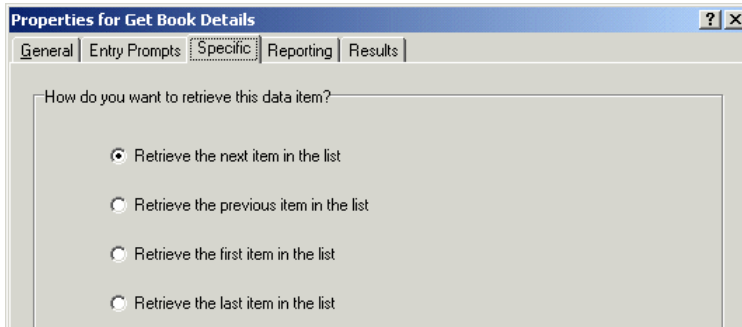 Properties for Get Book Details ? X
General Entry Prompts Specific Reporting Results
How do you want to retrieve this data item?
Retrieve the next item in the list
Retrieve the previous item in the list
Retrieve the first item in the list
Retrieve the last item in the list